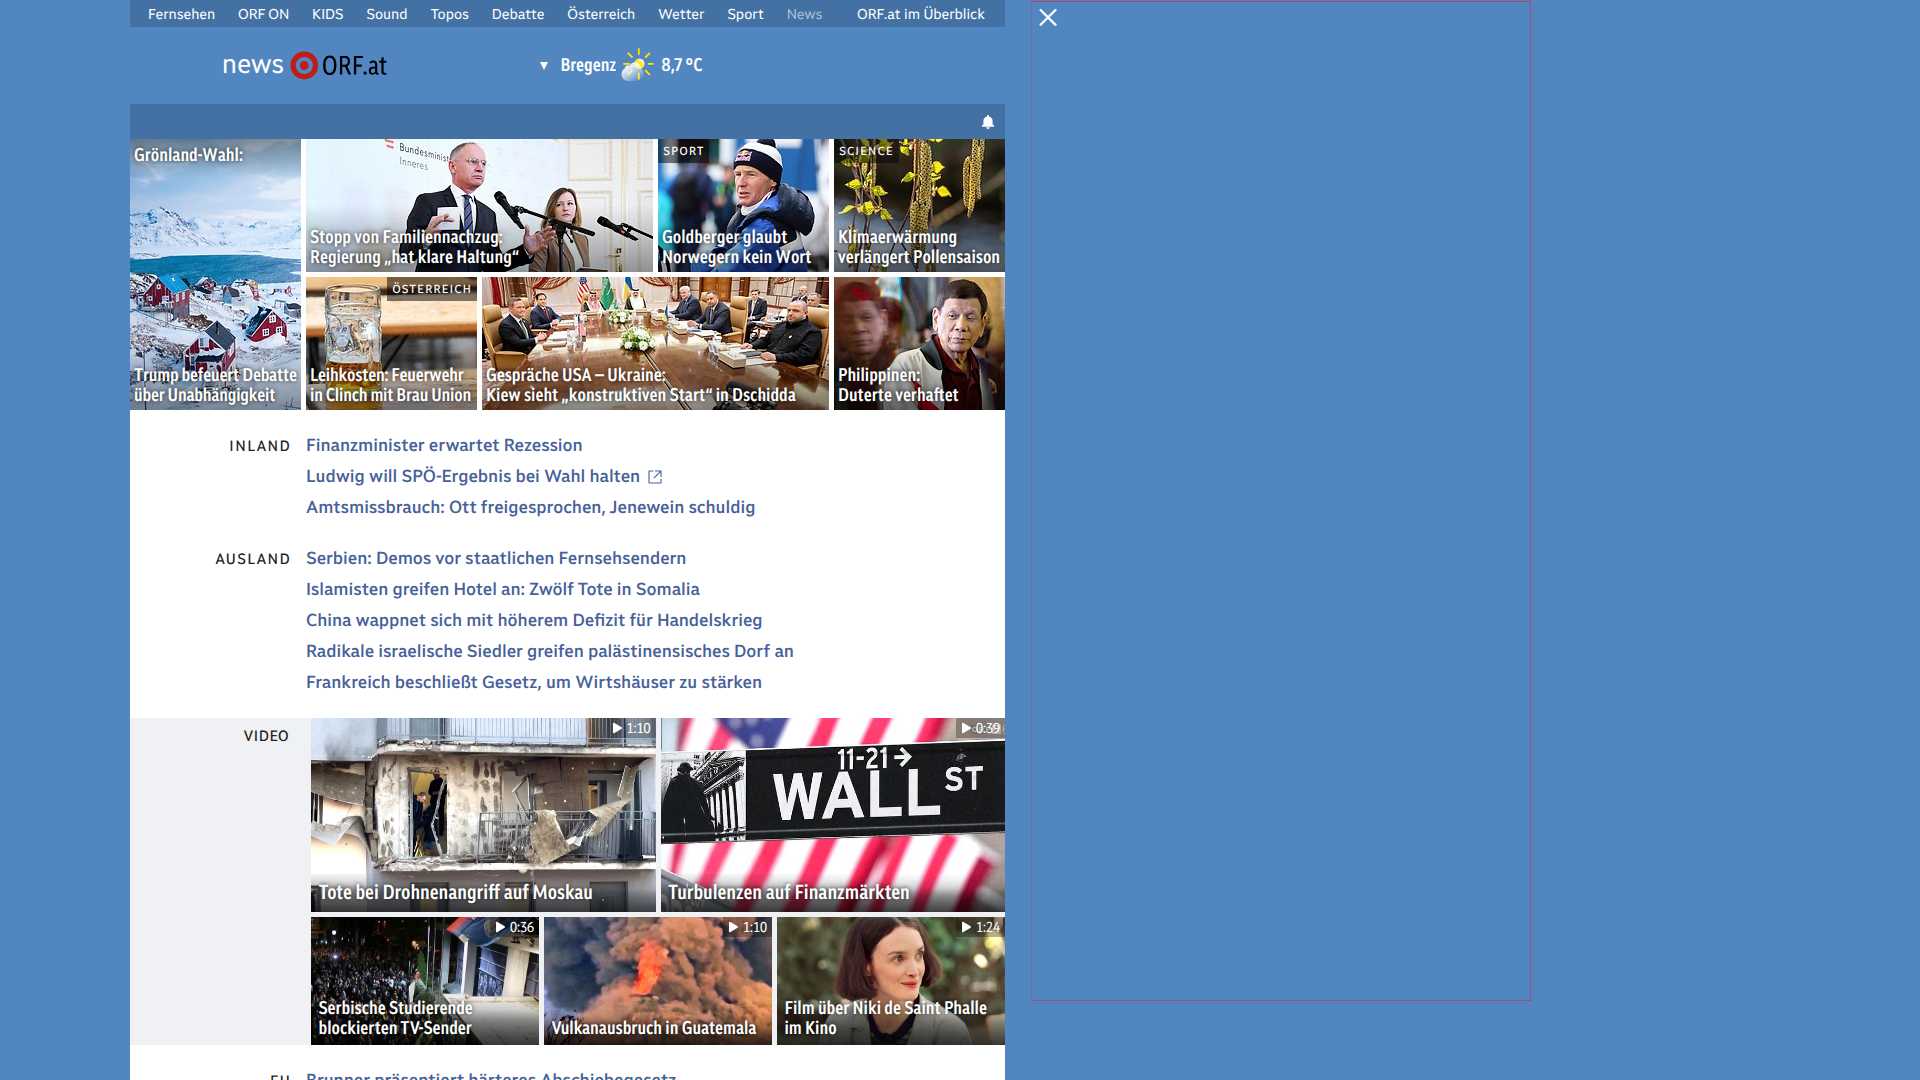 Fernsehen ORF ON KIDS Sound Topos Debatte Österreich Wetter Sport News ORF.at im Überblick
news ORF.at
Bregenz 8,7 °C
Grönland-Wahl:
Trump befeuert Debatte
über Unabhängigkeit
Bundesminist
Inneres
Stopp von Familiennachzug:
Regierung „hat klare Haltung“
SPORT
Goldberger glaubt
Norwegern kein Wort
SCIENCE
Klimaerwärmung
verlängert Pollensaison
ÖSTERREICH
Leihkosten: Feuerwehr
in Clinch mit Brau Union
Gespräche USA – Ukraine:
Kiew sieht „konstruktiven Start“ in Dschidda
Philippinen:
Duterte verhaftet
INLAND
Finanzminister erwartet Rezession
Ludwig will SPÖ-Ergebnis bei Wahl halten
Amtsmissbrauch: Ott freigesprochen, Jenewein schuldig
AUSLAND
Serbien: Demos vor staatlichen Fernsehsendern
Islamisten greifen Hotel an: Zwölf Tote in Somalia
China wappnet sich mit höherem Defizit für Handelskrieg
Radikale israelische Siedler greifen palästinensisches Dorf an
Frankreich beschließt Gesetz, um Wirtshäuser zu stärken
VIDEO
1:10
Tote bei Drohnenangriff auf Moskau
0:39
11-21
WALL ST
Turbulenzen auf Finanzmärkten
0:36
Serbische Studierende
blockierten TV-Sender
1:10
Vulkanausbruch in Guatemala
1:24
Film über Niki de Saint Phalle
im Kino
EU
Brunner präsentiert härteres Abschiebegesetz